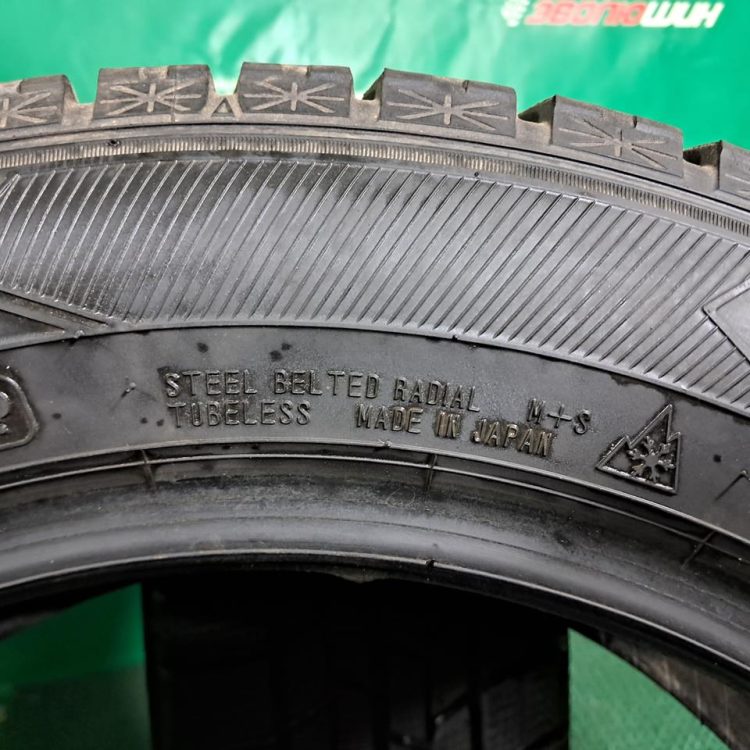 STEEL BELTED RADIAL M+S
TUBELESS MADE IN JAPAN